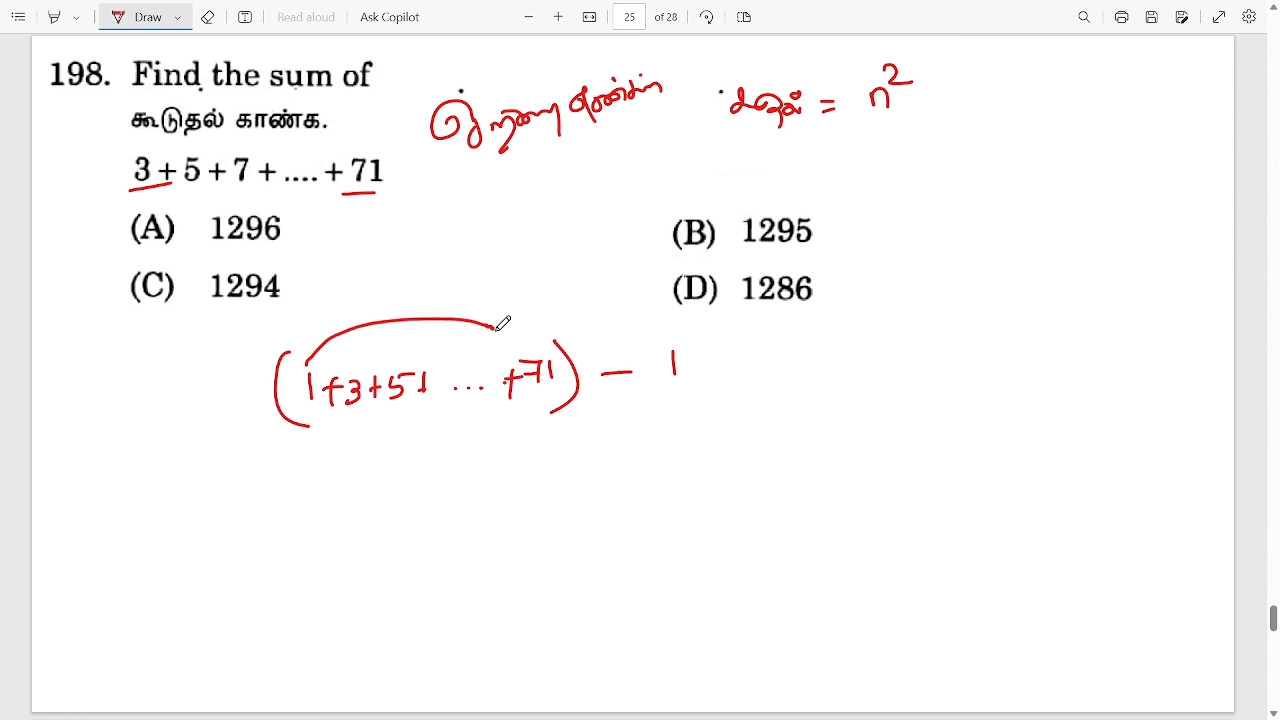 Draw
Read aloud
Ask Copilot
25 of 28
198. Find the sum of
கூடுதல் காண்க.
3 + 5 + 7 + .... + 71
(A) 1296
(B) 1295
(C) 1294
(D) 1286
= n²
(1+3+5+ ... +71) - 1